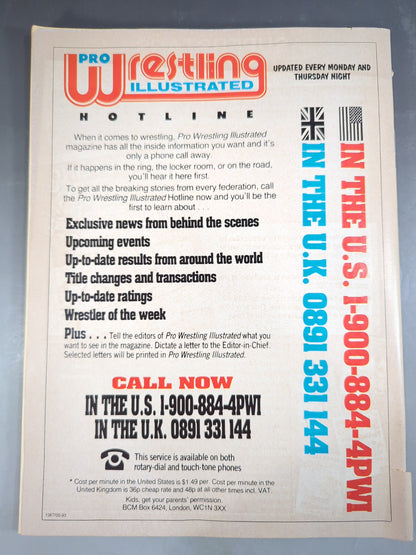 PRO
Wrestling
ILLUSTRATED
HOTLINE
UPDATED EVERY MONDAY AND
THURSDAY NIGHT
When it comes to wrestling, Pro Wrestling Illustrated
magazine has all the inside information you want and it's
only a phone call away.
If it happens in the ring, the locker room, or on the road,
you'll hear it here first.
To get all the breaking stories from every federation, call
the Pro Wrestling Illustrated Hotline now and you'll be the
first to learn about . . .
Exclusive news from behind the scenes
Upcoming events
Up-to-date results from around the world
Title changes and transactions
Up-to-date ratings
Wrestler of the week
Plus . . . Tell the editors of Pro Wrestling Illustrated what you
want to see in the magazine. Dictate a letter to the Editor-in-Chief.
Selected letters will be printed in Pro Wrestling Illustrated.
CALL NOW
IN THE U.S. 1-900-884-4PWI
IN THE U.K. 0891 331 144
This service is available on both
rotary-dial and touch-tone phones
* Cost per minute in the United States is $1.49 per. Cost per minute in the
United Kingdom is 36p cheap rate and 48p at all other times incl. VAT.
Kids, get your parents' permission.
BCM Box 6424, London, WC1N 3XX
IN THE U.S. 1-900-884-4PWI
IN THE U.K. 0891 331 144